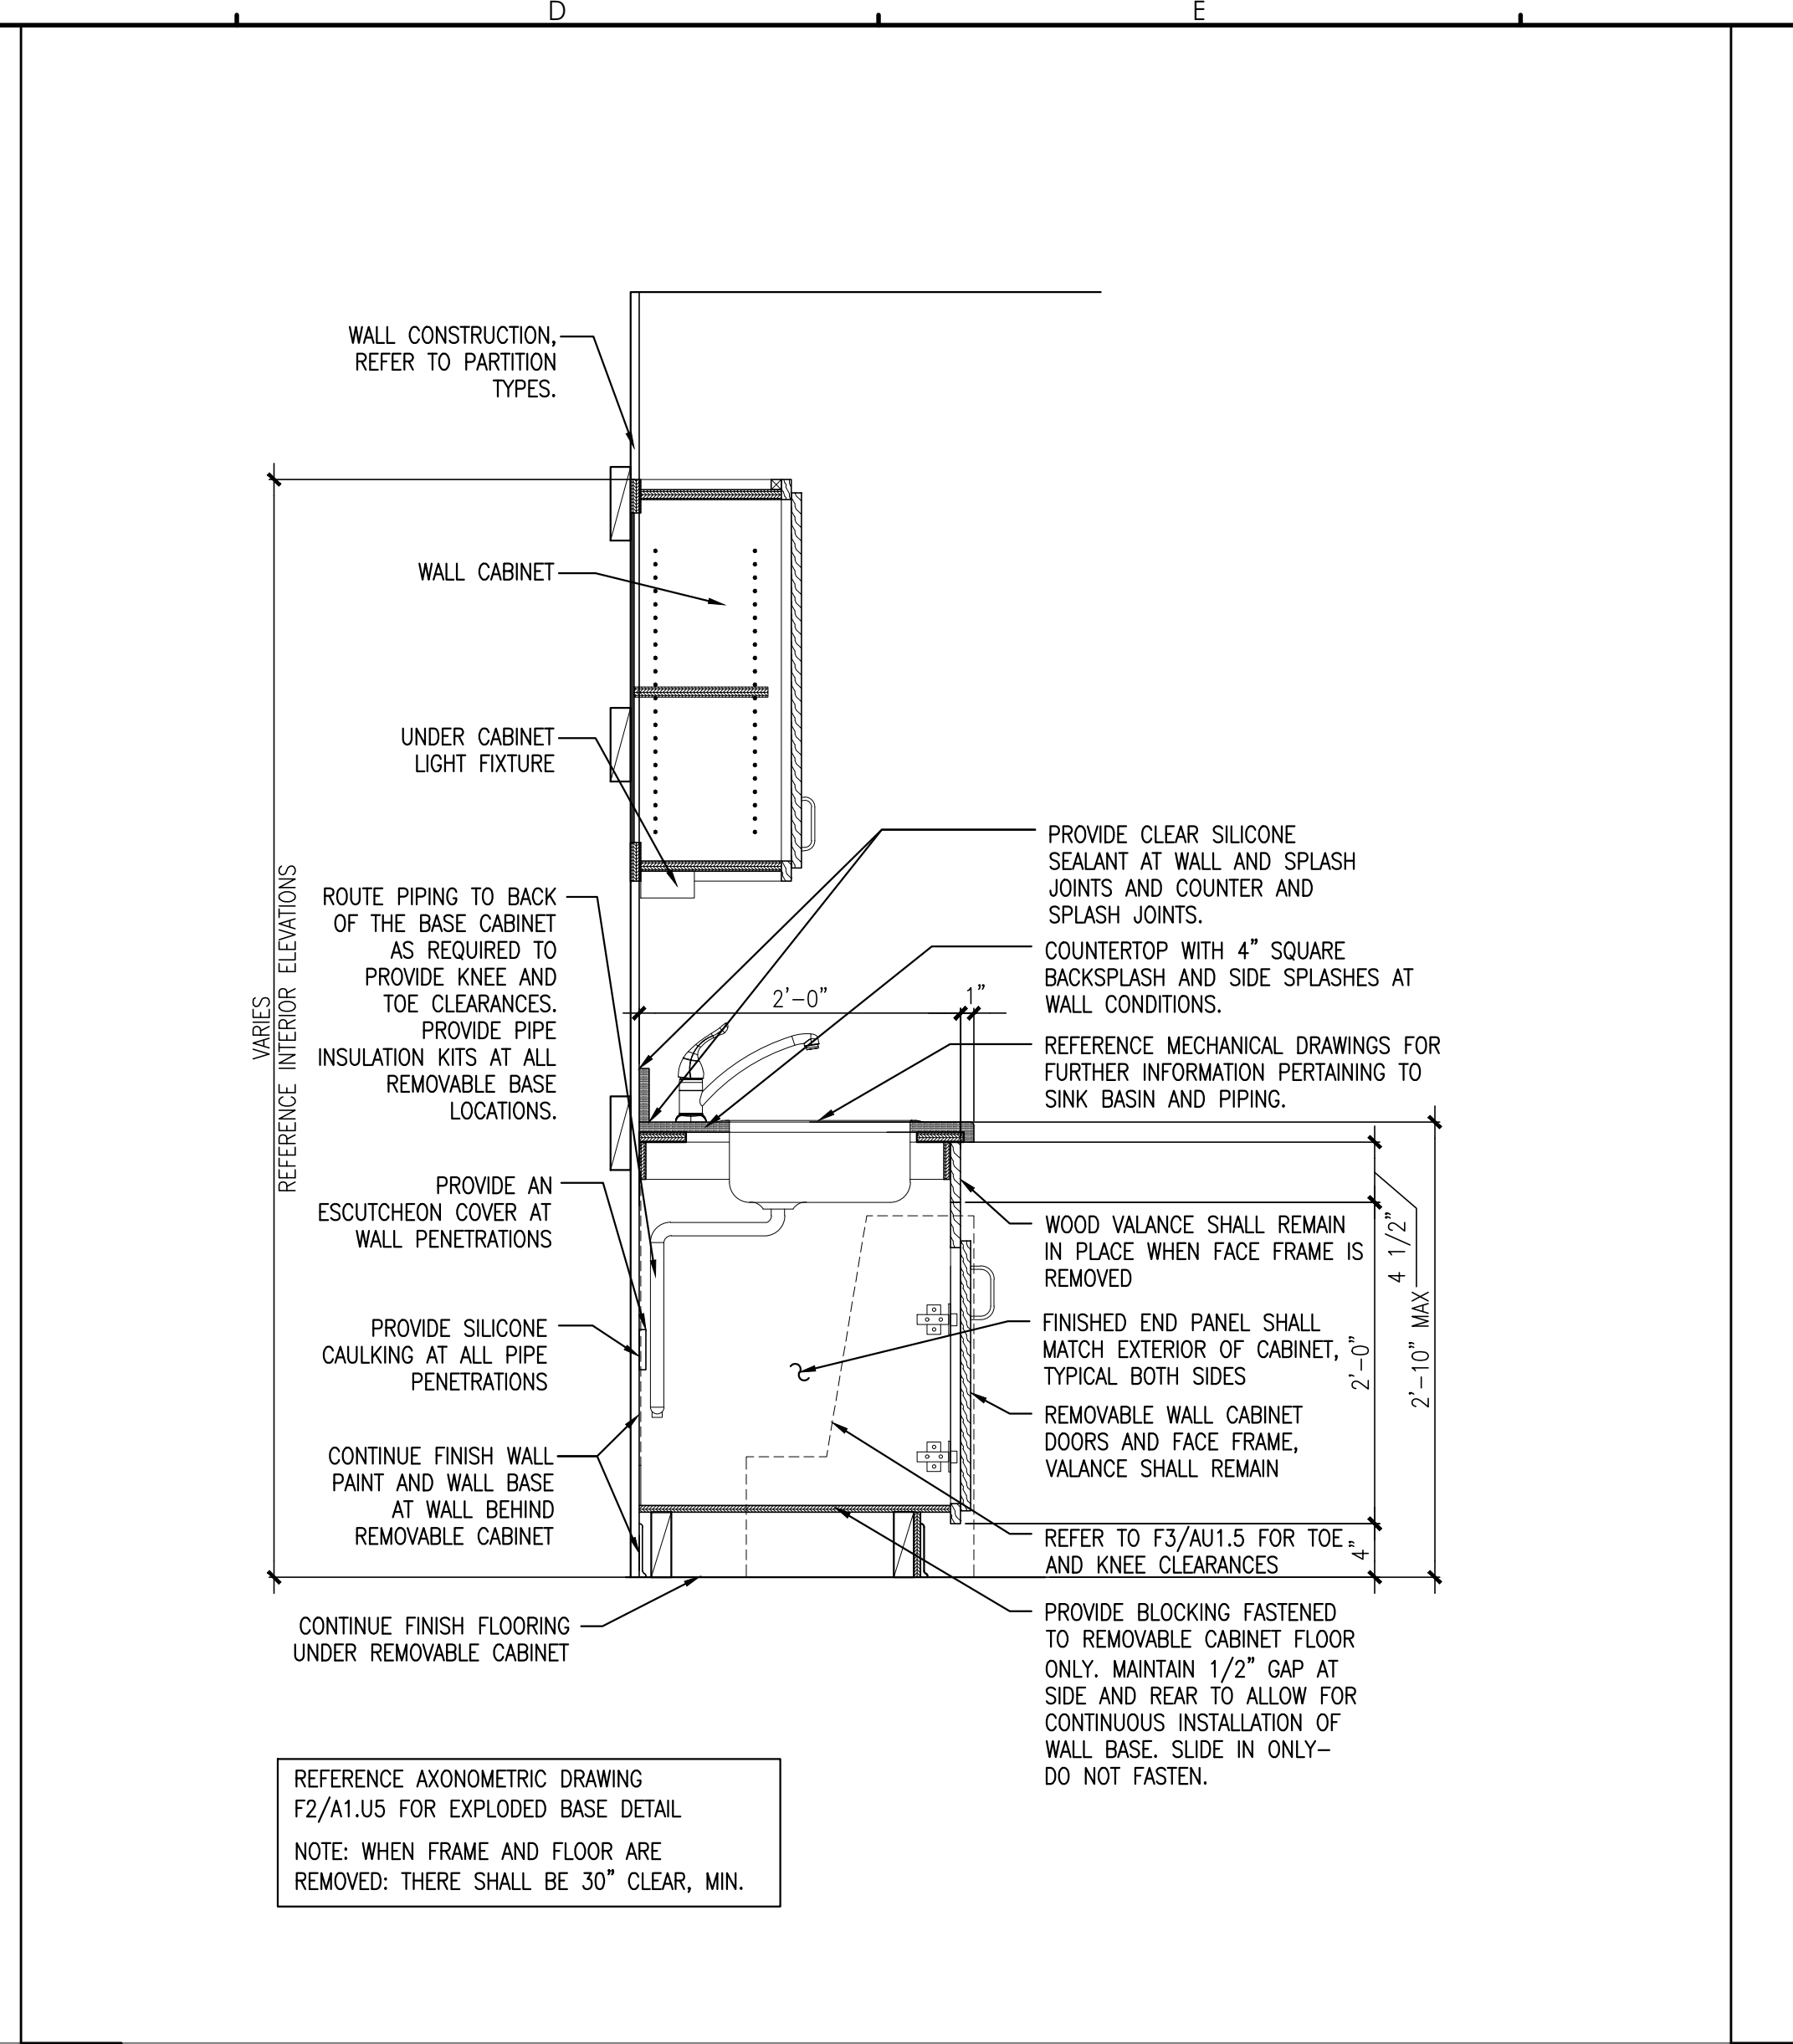 D
E
WALL CONSTRUCTION,
REFER TO PARTITION
TYPES.
WALL CABINET
UNDER CABINET
LIGHT FIXTURE
VARIES
REFERENCE INTERIOR ELEVATIONS
ROUTE PIPING TO BACK
OF THE BASE CABINET
AS REQUIRED TO
PROVIDE KNEE AND
TOE CLEARANCES.
PROVIDE PIPE
INSULATION KITS AT ALL
REMOVABLE BASE
LOCATIONS.
PROVIDE AN
ESCUTCHEON COVER AT
WALL PENETRATIONS
PROVIDE SILICONE
CAULKING AT ALL PIPE
PENETRATIONS
CONTINUE FINISH WALL
PAINT AND WALL BASE
AT WALL BEHIND
REMOVABLE CABINET
CONTINUE FINISH FLOORING
UNDER REMOVABLE CABINET
2'-0"
1"
PROVIDE CLEAR SILICONE
SEALANT AT WALL AND SPLASH
JOINTS AND COUNTER AND
SPLASH JOINTS.
COUNTERTOP WITH 4" SQUARE
BACKSPLASH AND SIDE SPLASHES AT
WALL CONDITIONS.
REFERENCE MECHANICAL DRAWINGS FOR
FURTHER INFORMATION PERTAINING TO
SINK BASIN AND PIPING.
WOOD VALANCE SHALL REMAIN
IN PLACE WHEN FACE FRAME IS
REMOVED
FINISHED END PANEL SHALL
MATCH EXTERIOR OF CABINET,
TYPICAL BOTH SIDES
REMOVABLE WALL CABINET
DOORS AND FACE FRAME,
VALANCE SHALL REMAIN
REFER TO F3/AU1.5 FOR TOE
AND KNEE CLEARANCES
PROVIDE BLOCKING FASTENED
TO REMOVABLE CABINET FLOOR
ONLY. MAINTAIN 1/2" GAP AT
SIDE AND REAR TO ALLOW FOR
CONTINUOUS INSTALLATION OF
WALL BASE. SLIDE IN ONLY-
DO NOT FASTEN.
4 1/2"
2'-0"
4"
2'-10" MAX
REFERENCE AXONOMETRIC DRAWING
F2/A1.U5 FOR EXPLODED BASE DETAIL
NOTE: WHEN FRAME AND FLOOR ARE
REMOVED: THERE SHALL BE 30" CLEAR, MIN.